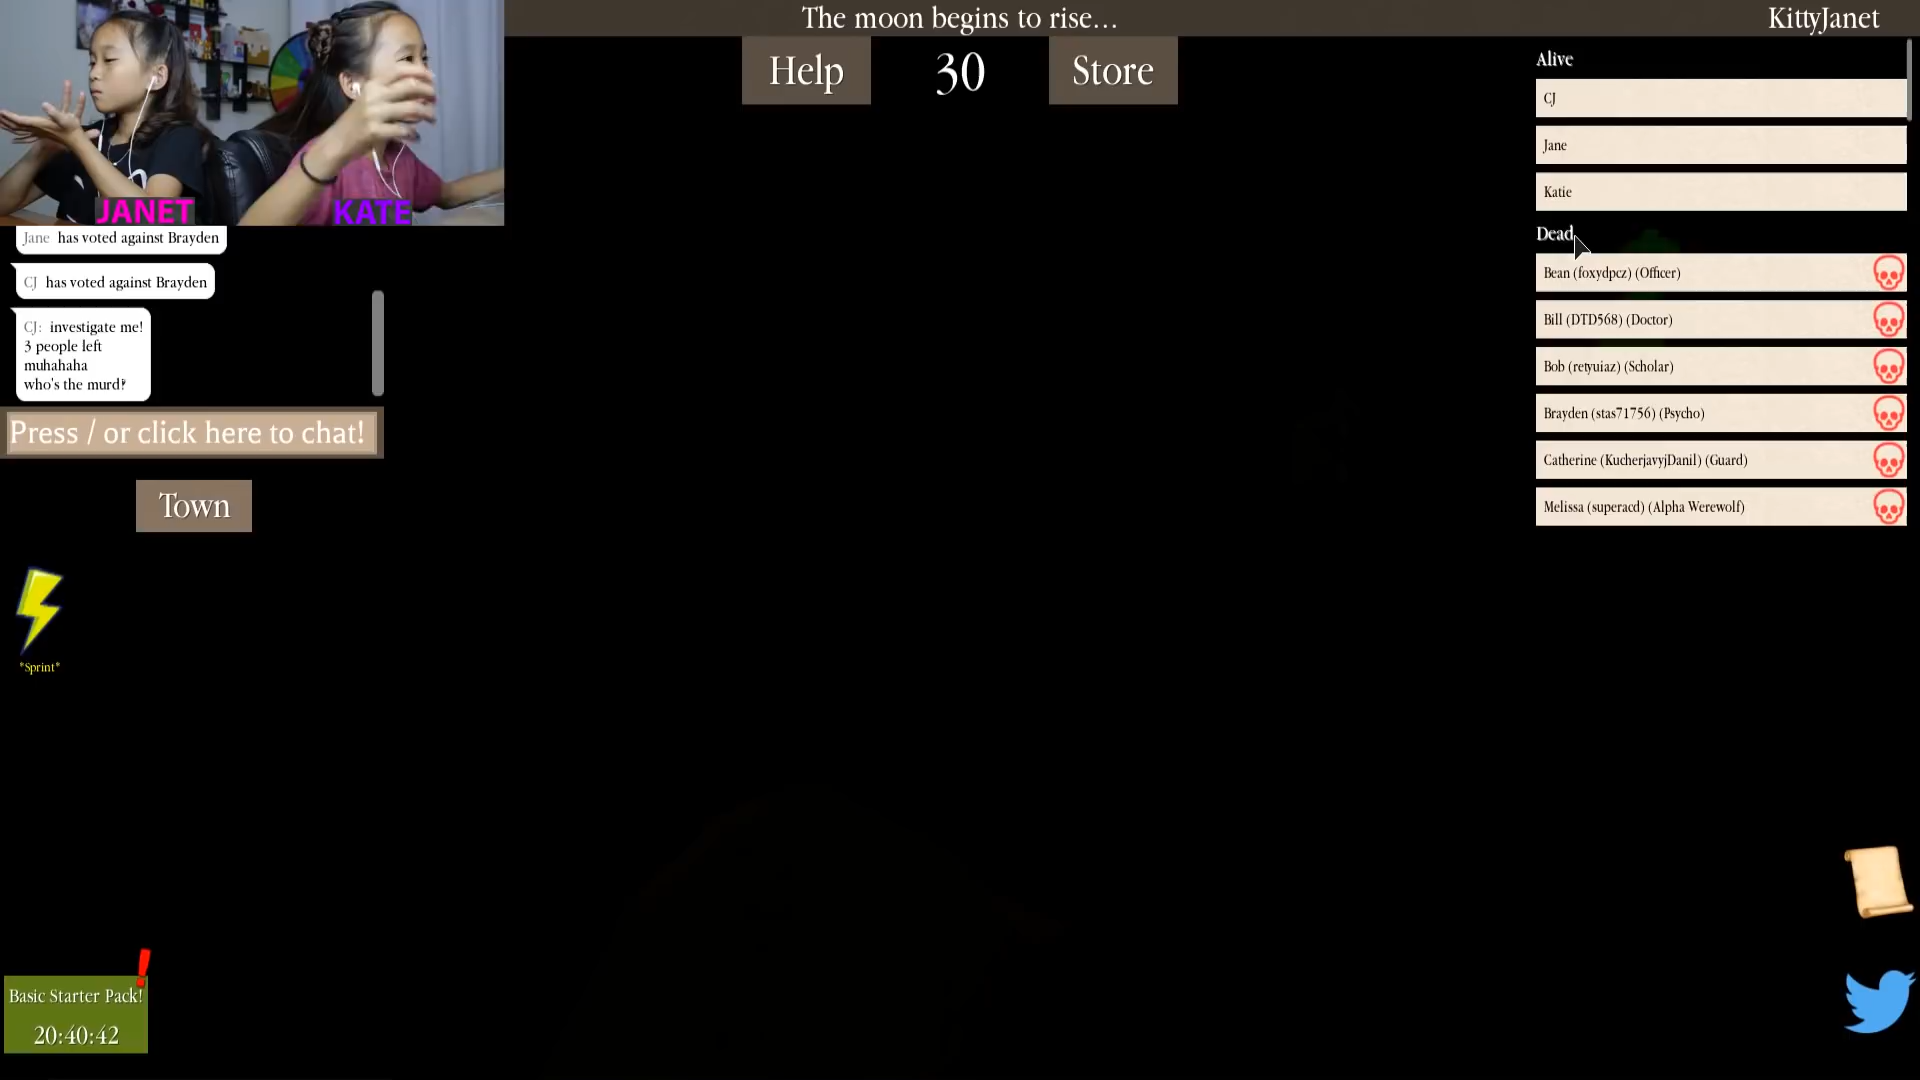 The moon begins to rise...
KittyJanet
Help
30
Store
JANET
KATE
Jane has voted against Brayden
CJ has voted against Brayden
CJ: investigate me!
3 people left
muhahaha
who's the murd?
Press / or click here to chat!
Town
*Sprint*
Basic Starter Pack!
20:40:42
Alive
CJ
Jane
Katie
Dead
Bean (foxydpcz) (Officer)
Bill (DTD568) (Doctor)
Bob (retyuiaz) (Scholar)
Brayden (stas71756) (Psycho)
Catherine (KucherjavyjDanil) (Guard)
Melissa (superacd) (Alpha Werewolf)